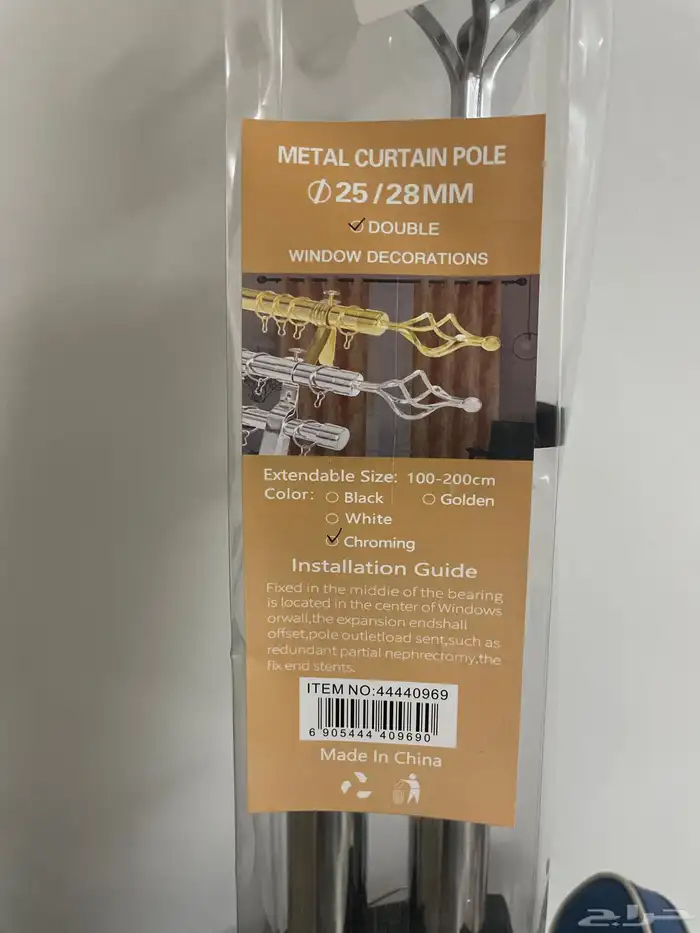 METAL CURTAIN POLE
Ø 25/28MM
DOUBLE
WINDOW DECORATIONS
Extendable Size: 100-200cm
Color: Black Golden
White
Chroming
Installation Guide
Fixed in the middie of the bearing
is located in the center of Windows
orwall,the expansion endshall
offset,pole outletload sent,such as
redundant partial nephrectomy,the
fix end stents.
ITEM NO:44440969
6 905444 409690
Made In China
حراج